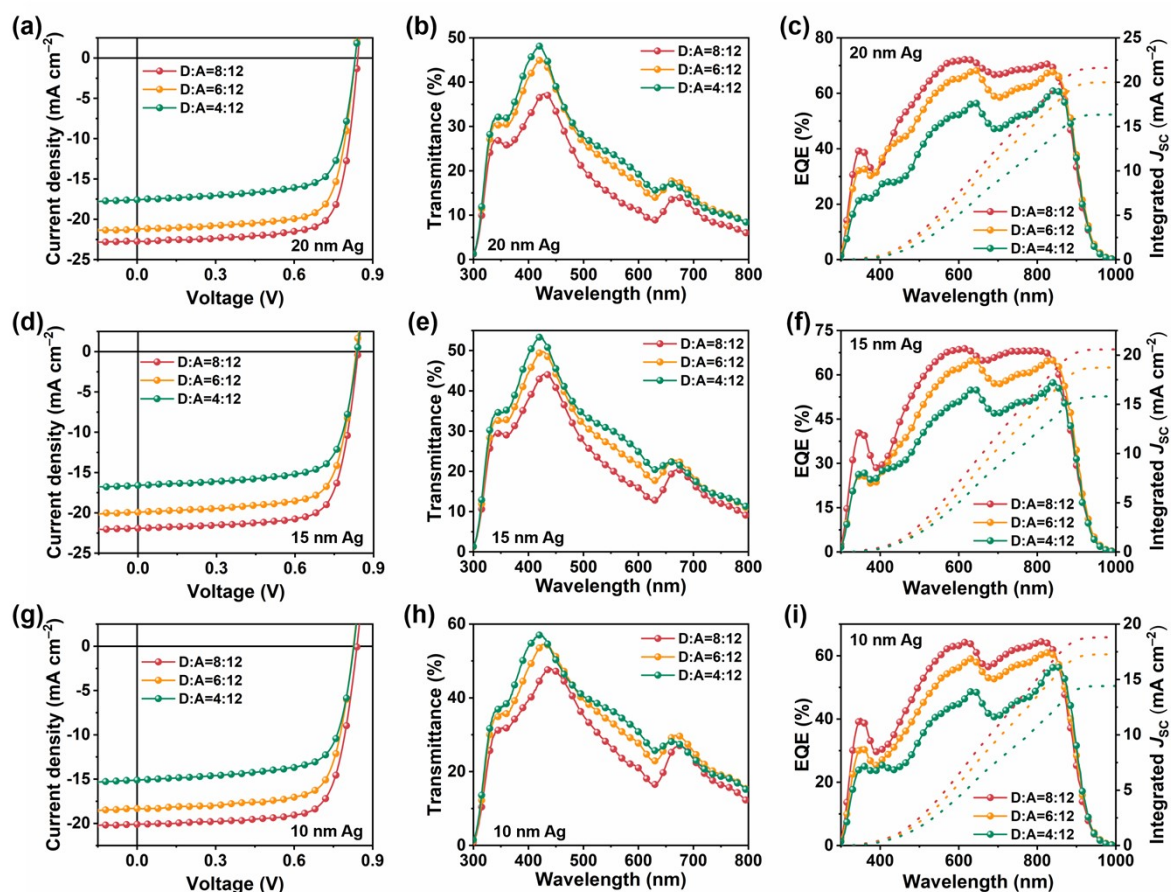 (a)
Current density (mA cm⁻²)
0
-5
-10
-15
-20
-25
D:A=8:12
D:A=6:12
D:A=4:12
20 nm Ag
0.0 0.3 0.6 0.9
Voltage (V)
(b)
Transmittance (%)
50
40
30
20
10
0
D:A=8:12
D:A=6:12
D:A=4:12
20 nm Ag
300 400 500 600 700 800
Wavelength (nm)
(c)
EQE (%)
80
60
40
20
0
20 nm Ag
D:A=8:12
D:A=6:12
D:A=4:12
400 600 800 1000
Wavelength (nm)
25
20
15
10
5
0
Integrated JSC (mA cm⁻²)
(d)
Current density (mA cm⁻²)
0
-5
-10
-15
-20
-25
D:A=8:12
D:A=6:12
D:A=4:12
15 nm Ag
0.0 0.3 0.6 0.9
Voltage (V)
(e)
Transmittance (%)
50
40
30
20
10
0
D:A=8:12
D:A=6:12
D:A=4:12
15 nm Ag
300 400 500 600 700 800
Wavelength (nm)
(f)
EQE (%)
75
60
45
30
15
0
15 nm Ag
D:A=8:12
D:A=6:12
D:A=4:12
400 600 800 1000
Wavelength (nm)
20
15
10
5
0
Integrated JSC (mA cm⁻²)
(g)
Current density (mA cm⁻²)
0
-5
-10
-15
-20
D:A=8:12
D:A=6:12
D:A=4:12
10 nm Ag
0.0 0.3 0.6 0.9
Voltage (V)
(h)
Transmittance (%)
60
40
20
0
D:A=8:12
D:A=6:12
D:A=4:12
10 nm Ag
300 400 500 600 700 800
Wavelength (nm)
(i)
EQE (%)
60
40
20
0
10 nm Ag
D:A=8:12
D:A=6:12
D:A=4:12
400 600 800 1000
Wavelength (nm)
20
15
10
5
0
Integrated JSC (mA cm⁻²)